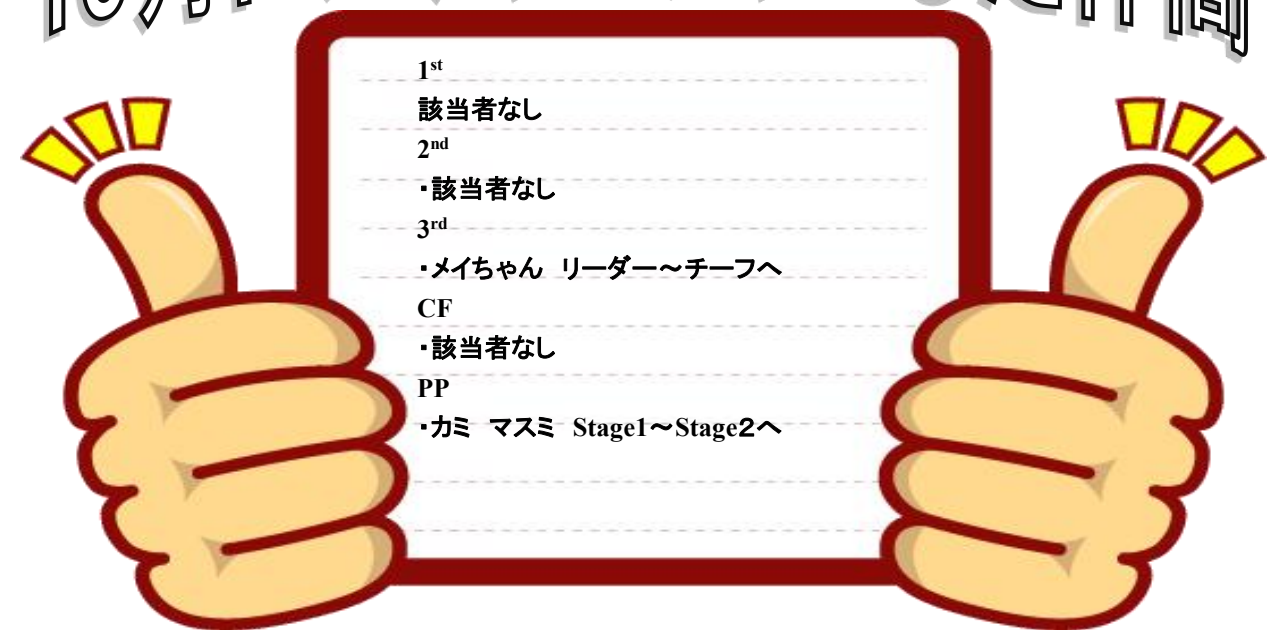 1st
該当者なし
2nd
・該当者なし
3rd
・メイちゃん　リーダー～チーフへ
CF
・該当者なし
PP
・カミ　マスミ　Stage1～Stage2へ